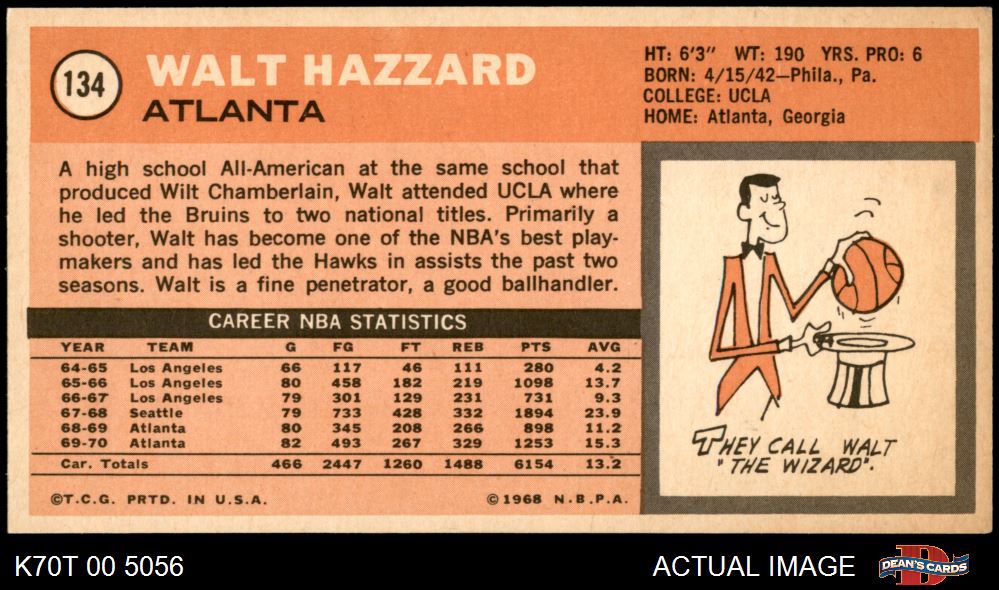 134
WALT HAZZARD
ATLANTA
HT: 6'3" WT: 190 YRS. PRO: 6
BORN: 4/15/42—Phila., Pa.
COLLEGE: UCLA
HOME: Atlanta, Georgia
A high school All-American at the same school that
produced Wilt Chamberlain, Walt attended UCLA where
he led the Bruins to two national titles. Primarily a
shooter, Walt has become one of the NBA's best play-
makers and has led the Hawks in assists the past two
seasons. Walt is a fine penetrator, a good ballhandler.
CAREER NBA STATISTICS
YEAR TEAM G FG FT REB PTS AVG
64-65 Los Angeles 66 117 46 111 280 4.2
65-66 Los Angeles 80 458 182 219 1098 13.7
66-67 Los Angeles 79 301 129 231 731 9.3
67-68 Seattle 79 733 428 332 1894 23.9
68-69 Atlanta 80 345 208 266 898 11.2
69-70 Atlanta 82 493 267 329 1253 15.3
Car. Totals 466 2447 1260 1488 6154 13.2
©T.C.G. PRTD. IN U.S.A. ©1968 N.B.P.A.
THEY CALL WALT
"THE WIZARD".
K70T 00 5056 ACTUAL IMAGE D DEAN'S CARDS